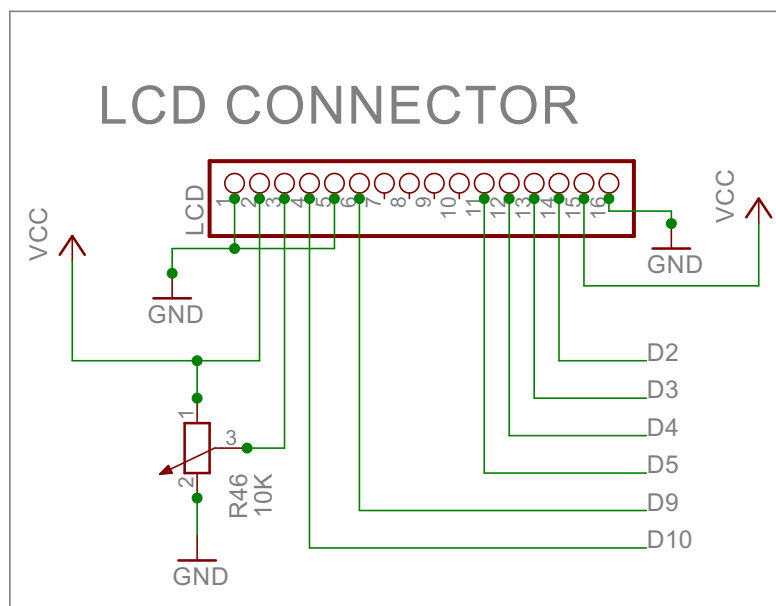 LCD CONNECTOR
LCD
1
2
3
4
5
6
7
8
9
10
11
12
13
14
15
16
VCC
VCC
GND
GND
D2
D3
D4
D5
D9
D10
1
3
2
R46
10K
GND